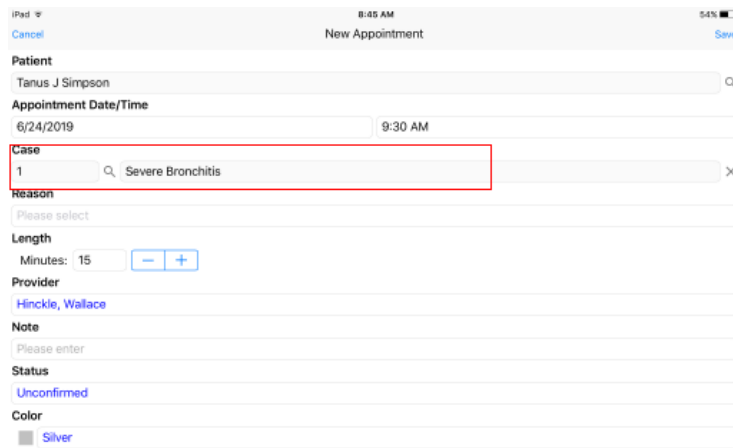 iPad 8:45 AM 54%
Cancel New Appointment Save
Patient
Tanus J Simpson
Appointment Date/Time
6/24/2019 9:30 AM
Case
1 Severe Bronchitis
Reason
Please select
Length
Minutes: 15 − +
Provider
Hinckle, Wallace
Note
Please enter
Status
Unconfirmed
Color
Silver